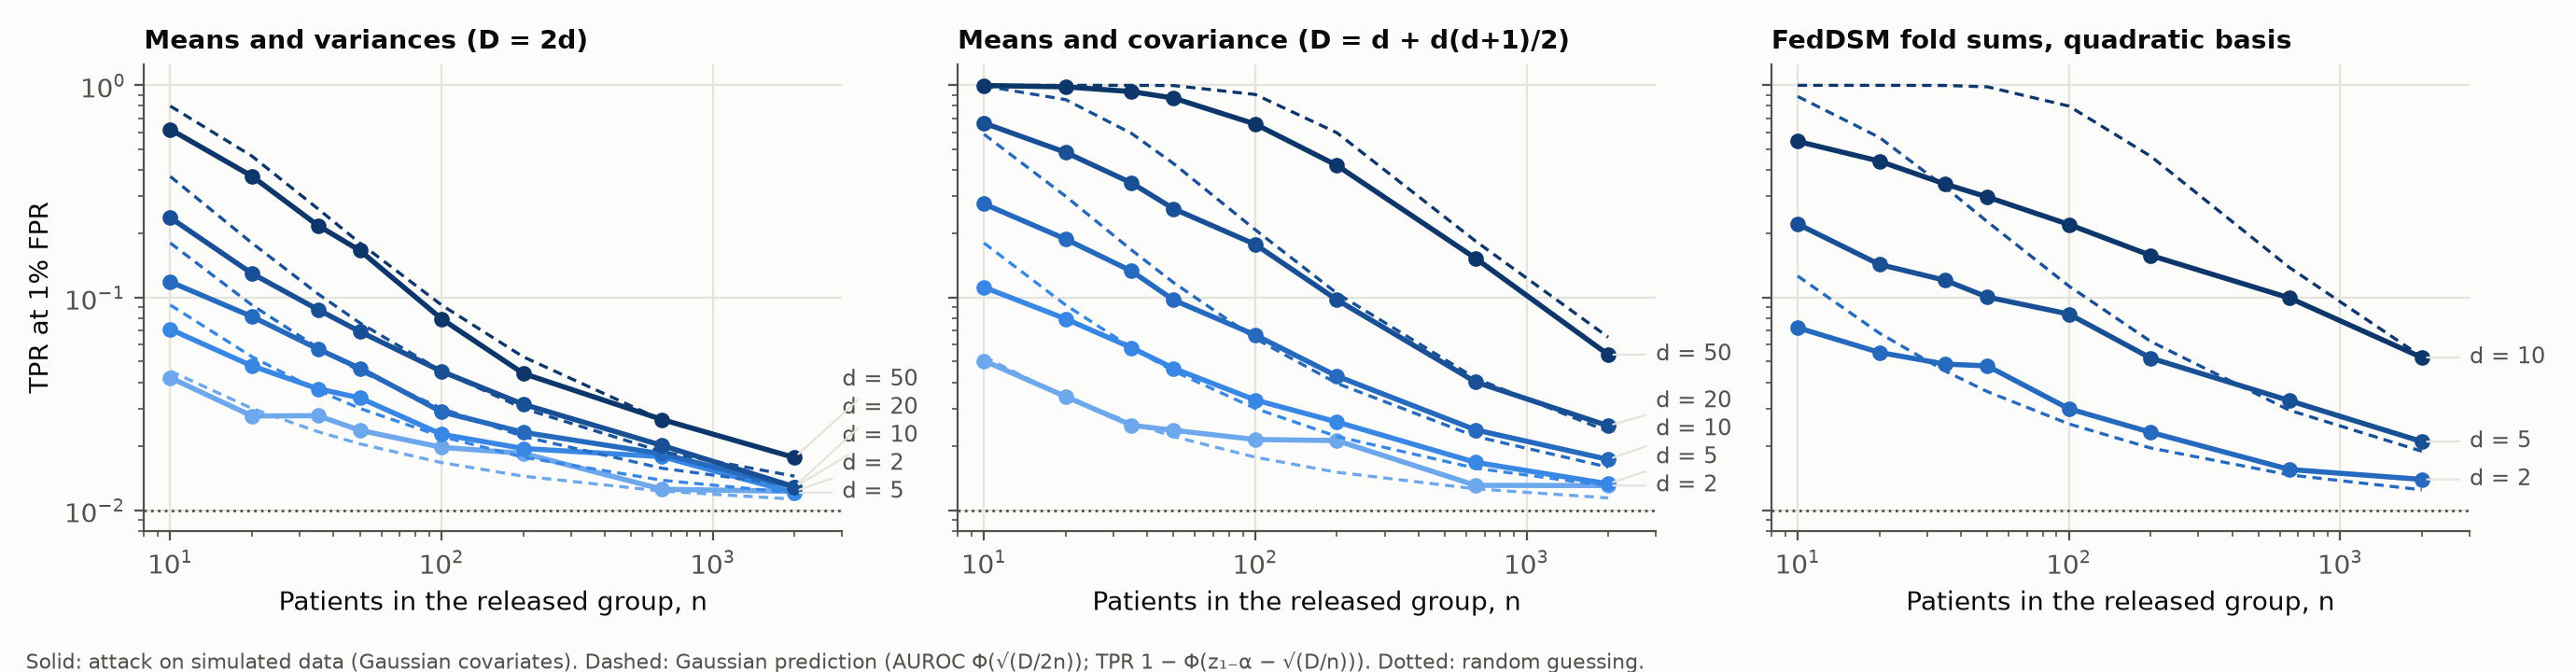 Means and variances (D = 2d)
Means and covariance (D = d + d(d+1)/2)
FedDSM fold sums, quadratic basis
TPR at 1% FPR
10⁰
10⁻¹
10⁻²
d = 50
d = 20
d = 10
d = 2
d = 5
d = 50
d = 20
d = 10
d = 5
d = 2
d = 10
d = 5
d = 2
10¹ 10² 10³
10¹ 10² 10³
10¹ 10² 10³
Patients in the released group, n
Patients in the released group, n
Patients in the released group, n
Solid: attack on simulated data (Gaussian covariates). Dashed: Gaussian prediction (AUROC Φ(√(D/2n)); TPR 1 − Φ(z₁₋α − √(D/n))). Dotted: random guessing.